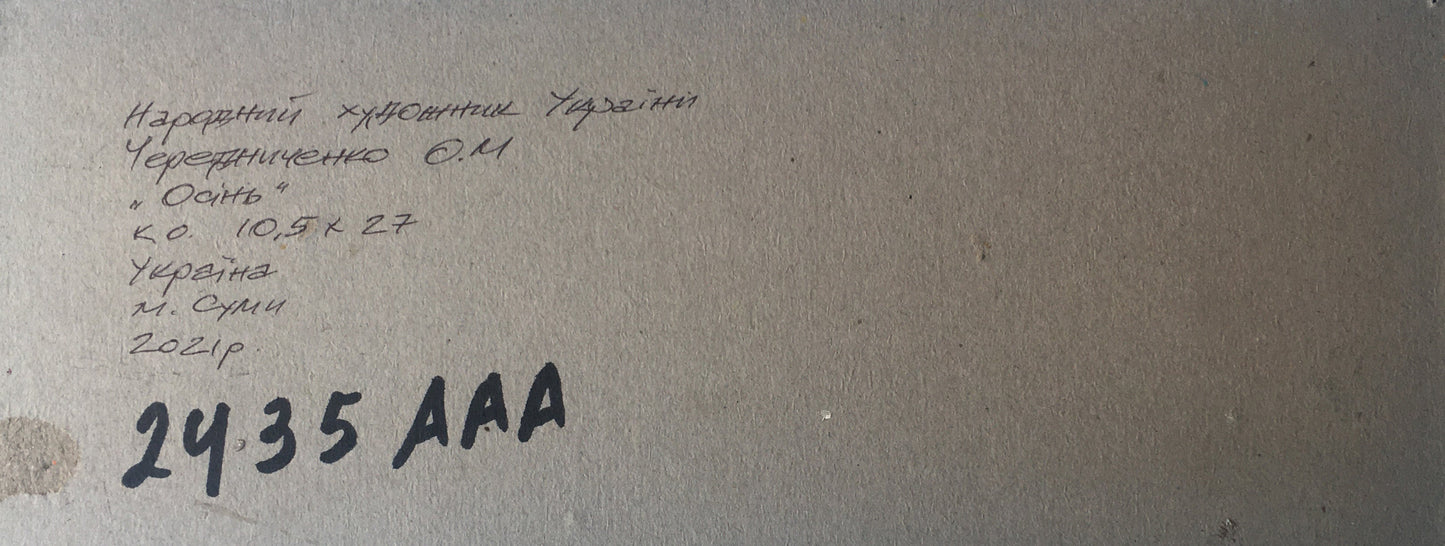 Народний художник України
Чередниченко О.М
„Осінь“
к о. 10,5 х 27
Україна
м. Суми
2021р.
2435 ААА